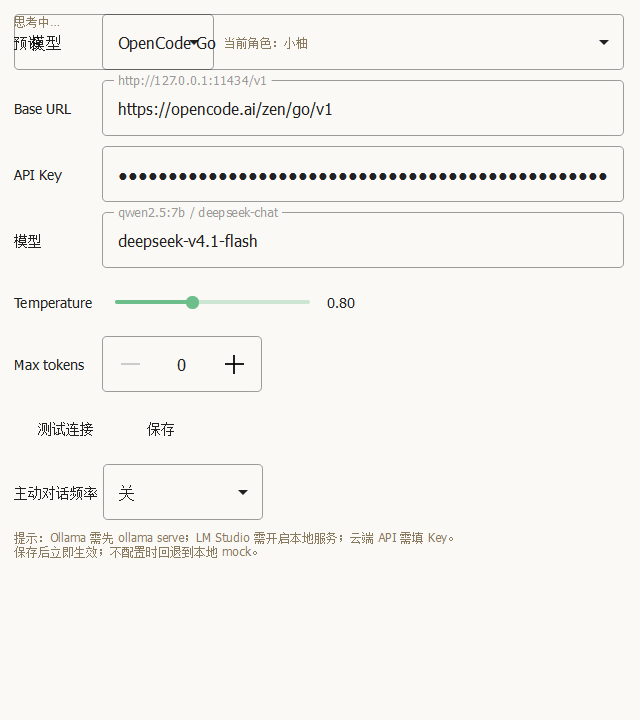 思考中...
预设
模型
OpenCode Go
当前角色：小柚
http://127.0.0.1:11434/v1
Base URL
https://opencode.ai/zen/go/v1
API Key
●●●●●●●●●●●●●●●●●●●●●●●●●●●●●●●●●●●●●●●●●●●●●●●●●
qwen2.5:7b / deepseek-chat
模型
deepseek-v4.1-flash
Temperature
0.80
Max tokens
0
测试连接
保存
主动对话频率
关
提示：Ollama 需先 ollama serve；LM Studio 需开启本地服务；云端 API 需填 Key。
保存后立即生效；不配置时回退到本地 mock。